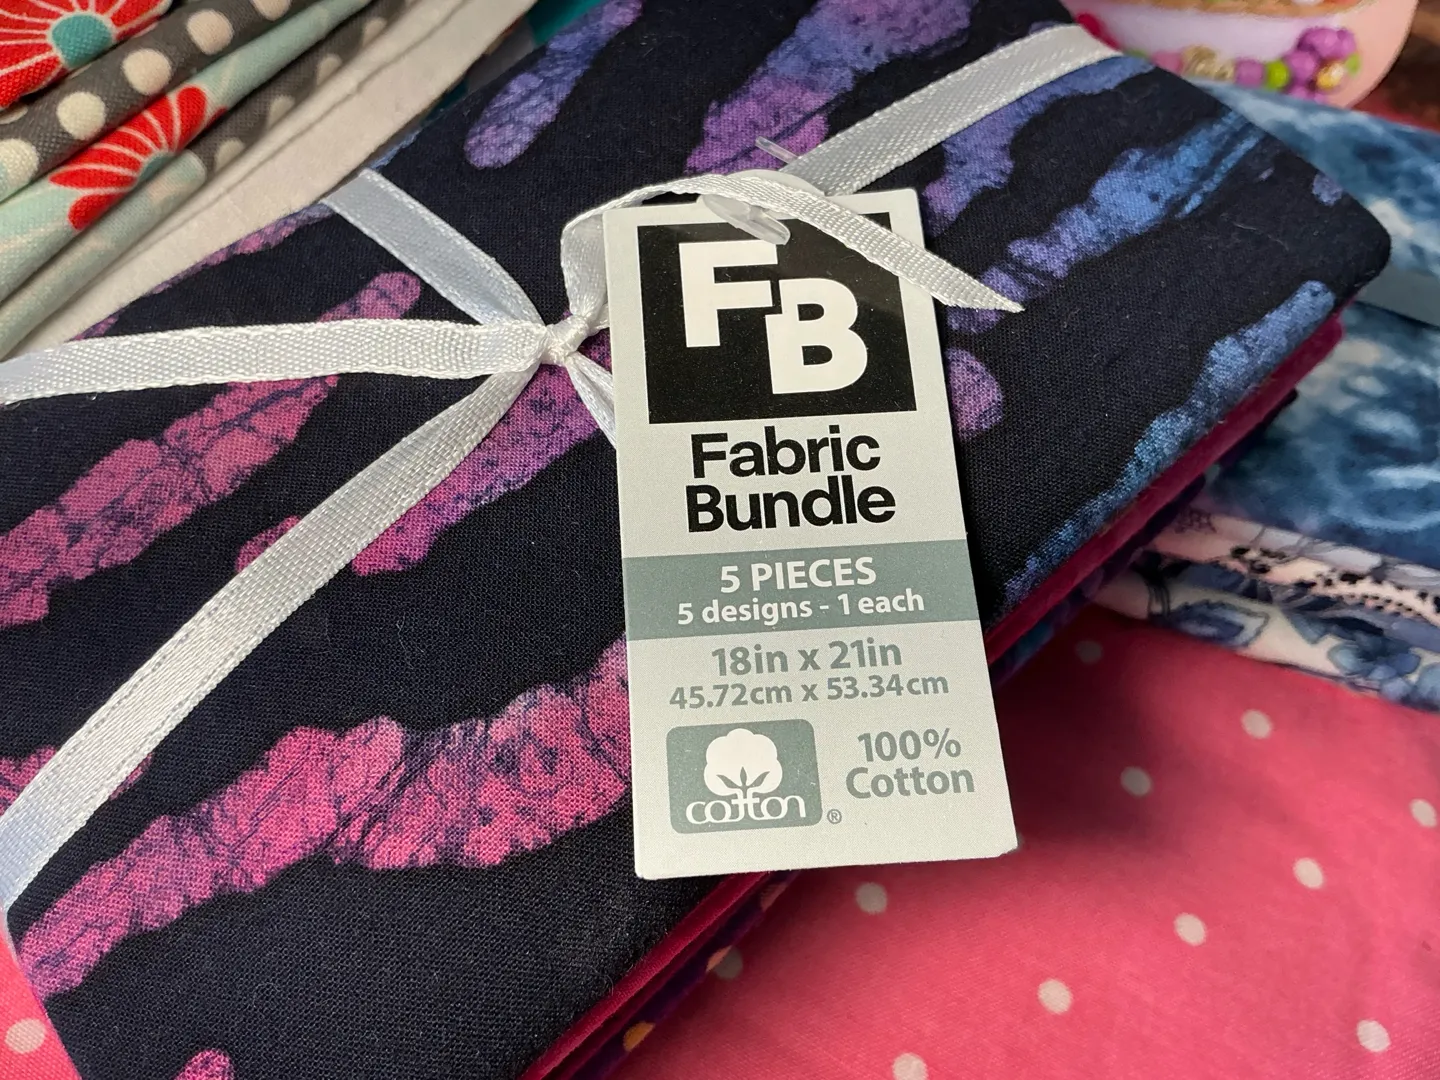 FB
Fabric
Bundle
5 PIECES
5 designs - 1 each
18in x 21in
45.72cm x 53.34cm
100%
Cotton
cotton
®